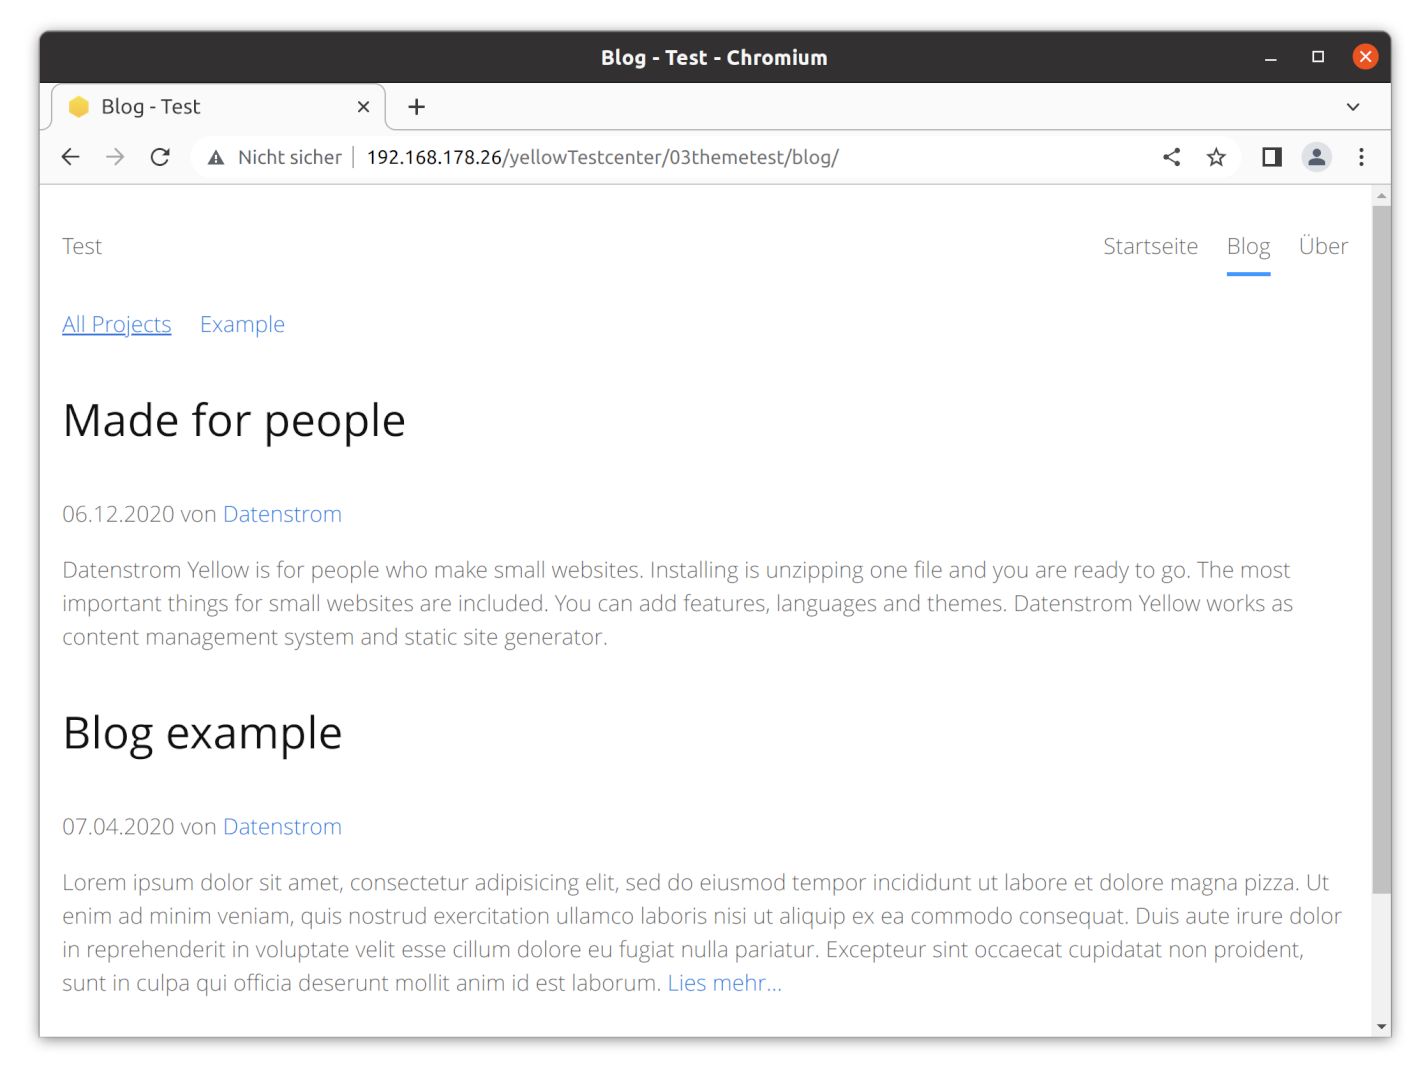 Blog - Test - Chromium
Blog - Test
Nicht sicher 192.168.178.26/yellowTestcenter/03themetest/blog/
Test Startseite Blog Über
All Projects Example
Made for people
06.12.2020 von Datenstrom
Datenstrom Yellow is for people who make small websites. Installing is unzipping one file and you are ready to go. The most
important things for small websites are included. You can add features, languages and themes. Datenstrom Yellow works as
content management system and static site generator.
Blog example
07.04.2020 von Datenstrom
Lorem ipsum dolor sit amet, consectetur adipisicing elit, sed do eiusmod tempor incididunt ut labore et dolore magna pizza. Ut
enim ad minim veniam, quis nostrud exercitation ullamco laboris nisi ut aliquip ex ea commodo consequat. Duis aute irure dolor
in reprehenderit in voluptate velit esse cillum dolore eu fugiat nulla pariatur. Excepteur sint occaecat cupidatat non proident,
sunt in culpa qui officia deserunt mollit anim id est laborum. Lies mehr...